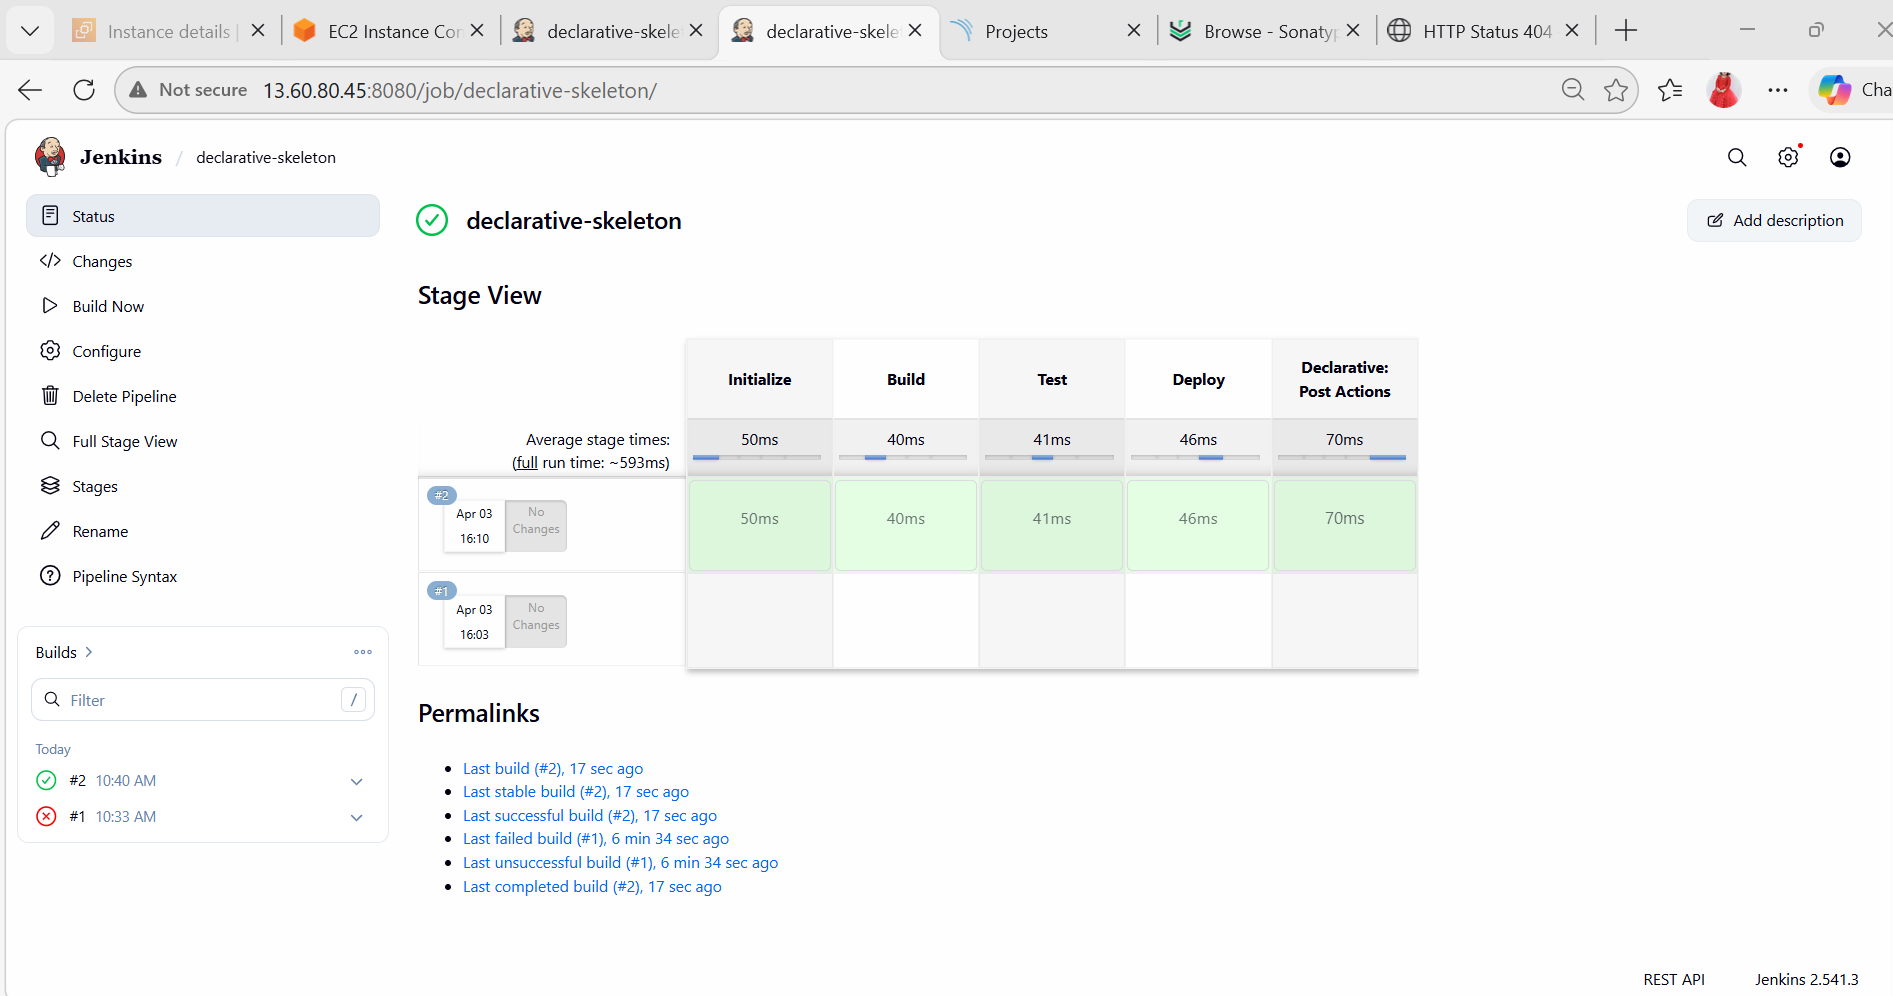 Instance details
EC2 Instance Con
declarative-skele
declarative-skele
Projects
Browse - Sonatyp
HTTP Status 404
Not secure
13.60.80.45:8080/job/declarative-skeleton/
Cha
Jenkins / declarative-skeleton
Status
Changes
Build Now
Configure
Delete Pipeline
Full Stage View
Stages
Rename
Pipeline Syntax
Builds
Filter /
Today
#2 10:40 AM
#1 10:33 AM
declarative-skeleton
Add description
Stage View
Initialize
Build
Test
Deploy
Declarative:
Post Actions
Average stage times:
(full run time: ~593ms)
50ms
40ms
41ms
46ms
70ms
#2
Apr 03
16:10
No
Changes
50ms
40ms
41ms
46ms
70ms
#1
Apr 03
16:03
No
Changes
Permalinks
Last build (#2), 17 sec ago
Last stable build (#2), 17 sec ago
Last successful build (#2), 17 sec ago
Last failed build (#1), 6 min 34 sec ago
Last unsuccessful build (#1), 6 min 34 sec ago
Last completed build (#2), 17 sec ago
REST API
Jenkins 2.541.3